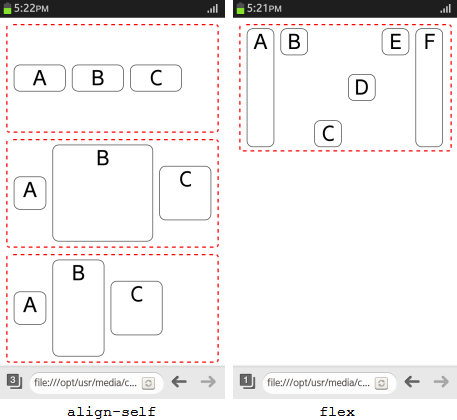 5:22PM
A B C
A B C
A B C
3 file:///opt/usr/media/c...
align-self
5:21PM
A B E F
D
C
1 file:///opt/usr/media/c...
flex